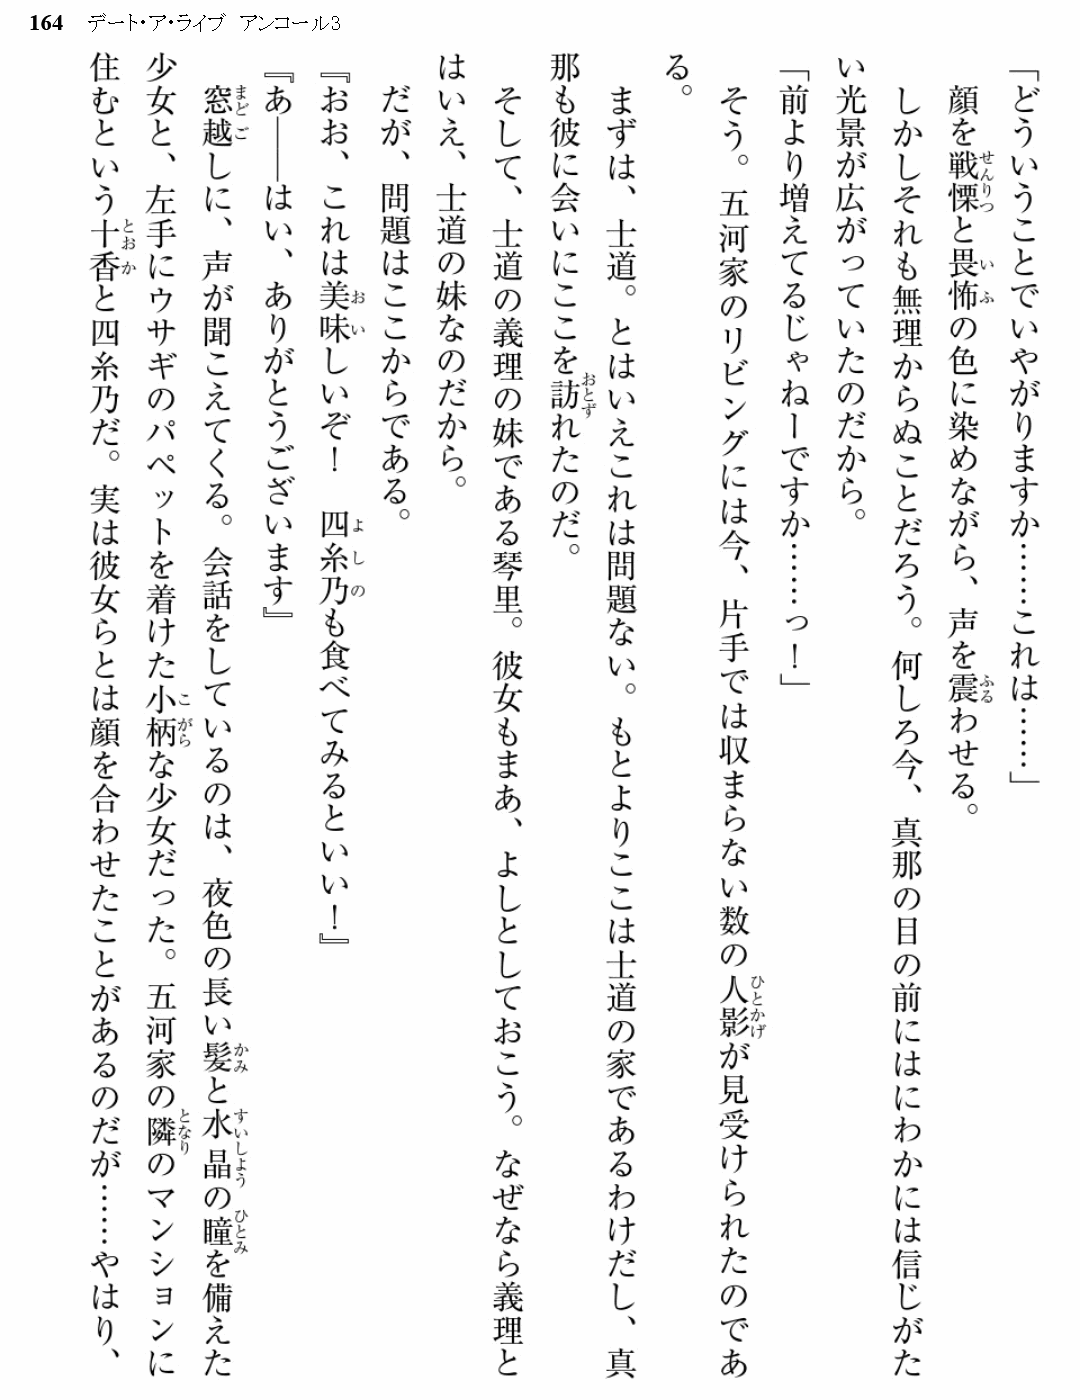 164　デート・ア・ライブ　アンコール3
「どういうことでいやがりますか……これは……」
　顔を戦慄と畏怖の色に染めながら、声を震わせる。
　しかしそれも無理からぬことだろう。何しろ今、真那の目の前にはにわかには信じがた
い光景が広がっていたのだから。
「前より増えてるじゃねーですか……っ！」
　そう。五河家のリビングには今、片手では収まらない数の人影が見受けられたのであ
る。
　まずは、士道。とはいえこれは問題ない。もとよりここは士道の家であるわけだし、真
那も彼に会いにここを訪れたのだ。
　そして、士道の義理の妹である琴里。彼女もまあ、よしとしておこう。なぜなら義理と
はいえ、士道の妹なのだから。
　だが、問題はここからである。
『おお、これは美味しいぞ！　四糸乃も食べてみるといい！』
『あ――はい、ありがとうございます』
　窓越しに、声が聞こえてくる。会話をしているのは、夜色の長い髪と水晶の瞳を備えた
少女と、左手にウサギのパペットを着けた小柄な少女だった。五河家の隣のマンションに
住むという十香と四糸乃だ。実は彼女らとは顔を合わせたことがあるのだが……やはり、